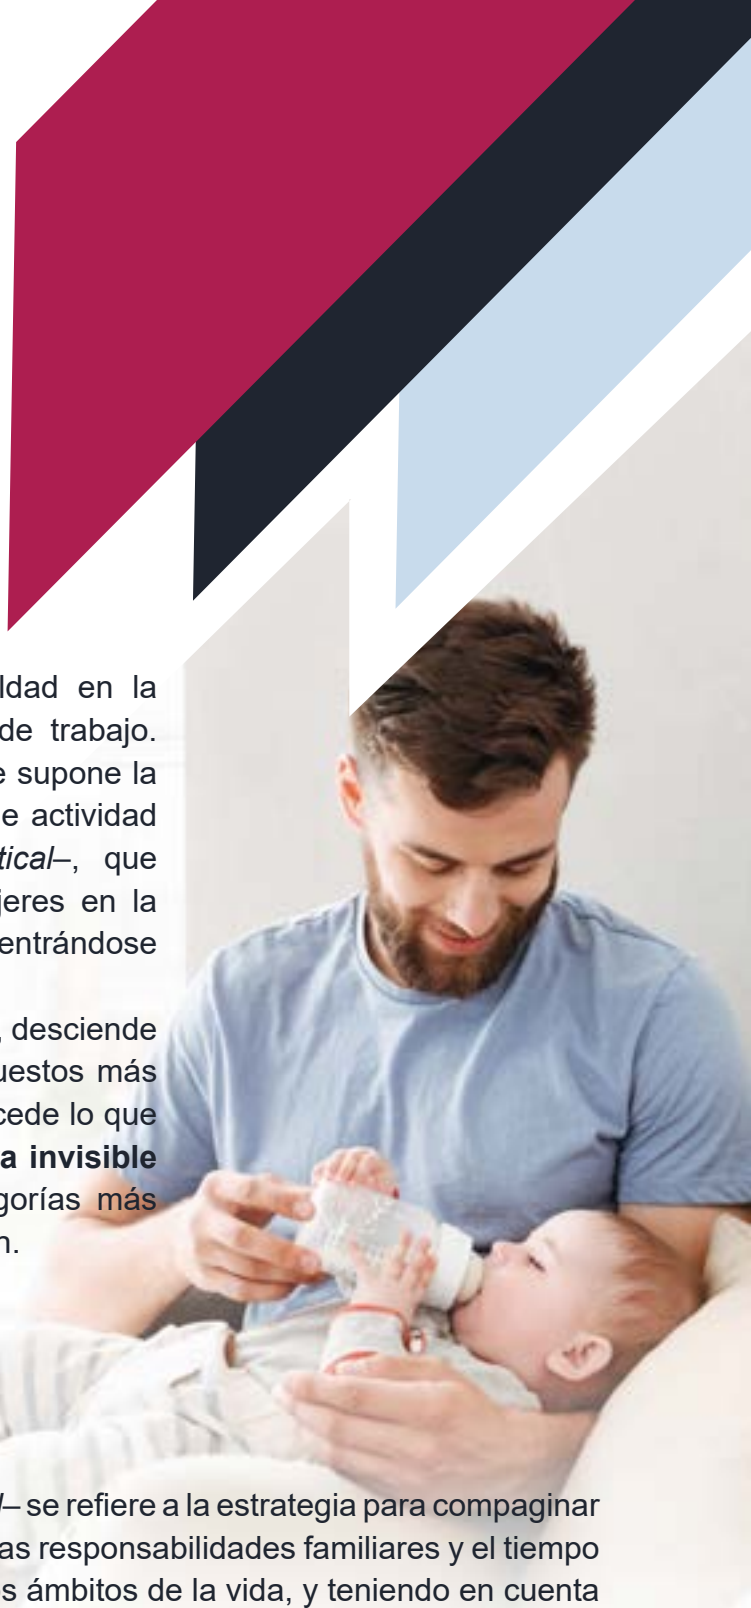 ldad en la
de trabajo.
e supone la
e actividad
tical–, que
jeres en la
entrándose
, desciende
uestos más
cede lo que
a invisible
gorías más
n.
l– se refiere a la estrategia para compaginar
as responsabilidades familiares y el tiempo
s ámbitos de la vida, y teniendo en cuenta